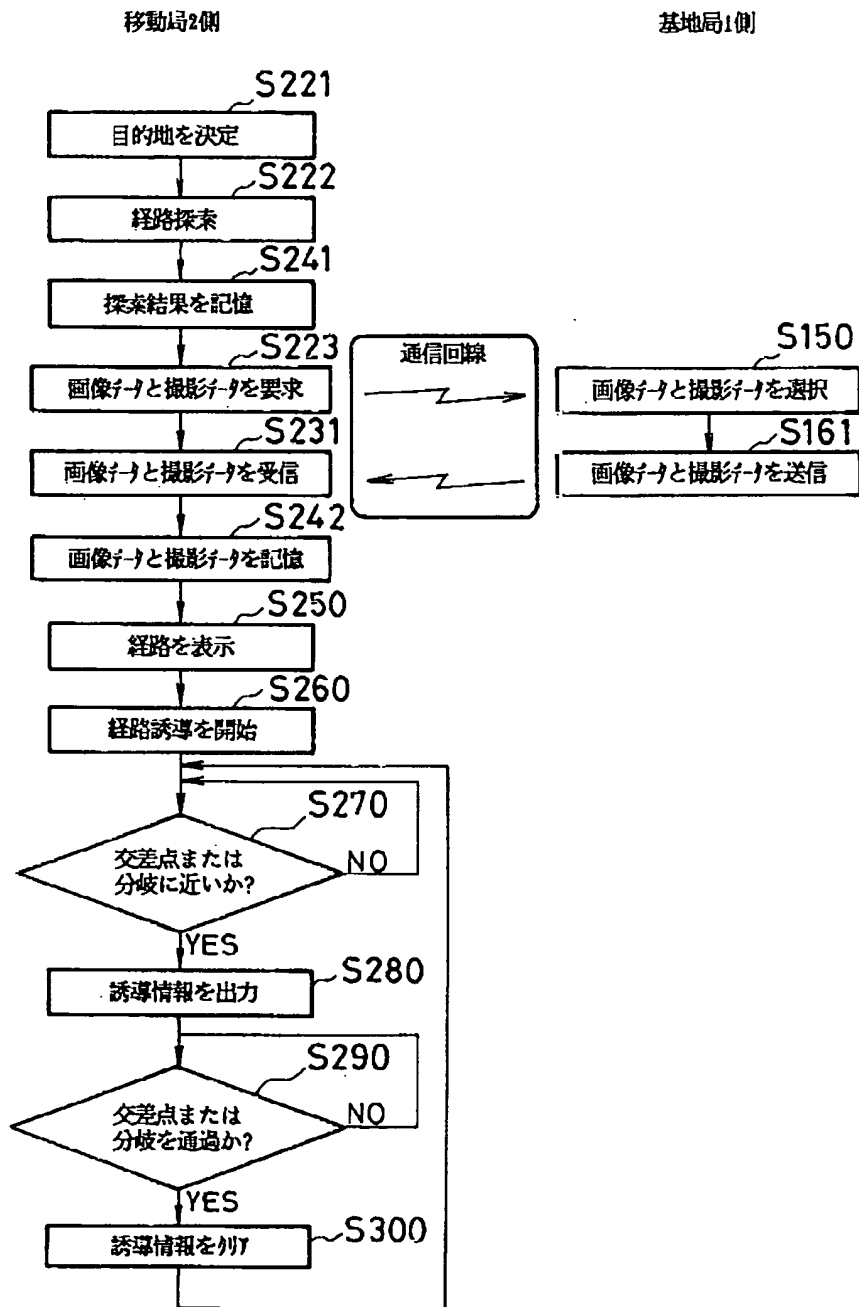 移動局2側
基地局1側
S221
目的地を決定
S222
経路探索
S241
探索結果を記憶
S223
画像データと撮影データを要求
通信回線
S150
画像データと撮影データを選択
S231
画像データと撮影データを受信
S161
画像データと撮影データを送信
S242
画像データと撮影データを記憶
S250
経路を表示
S260
経路誘導を開始
S270
交差点または
分岐に近いか?
NO
YES
S280
誘導情報を出力
S290
交差点または
分岐を通過か?
NO
YES
S300
誘導情報をクリア